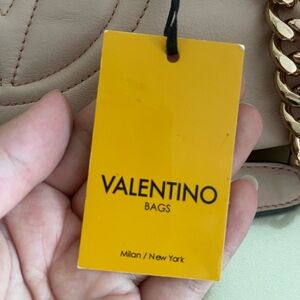 VALENTINO
BAGS
Milan / New York